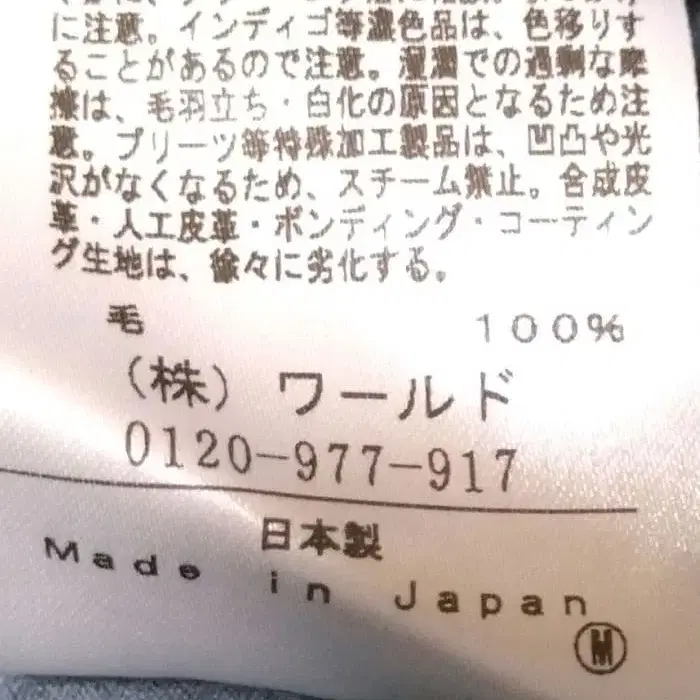 に注意。インディゴ等濃色品は、色移りす
ることがあるので注意。湿潤での過剰な摩
擦は、毛羽立ち・白化の原因となるため注
意。プリーツ等特殊加工製品は、凹凸や光
沢がなくなるため、スチーム禁止。合成皮
革・人工皮革・ボンディング・コーティン
グ生地は、徐々に劣化する。
毛 100%
(株) ワールド
0120-977-917
日本製
Made in Japan
M